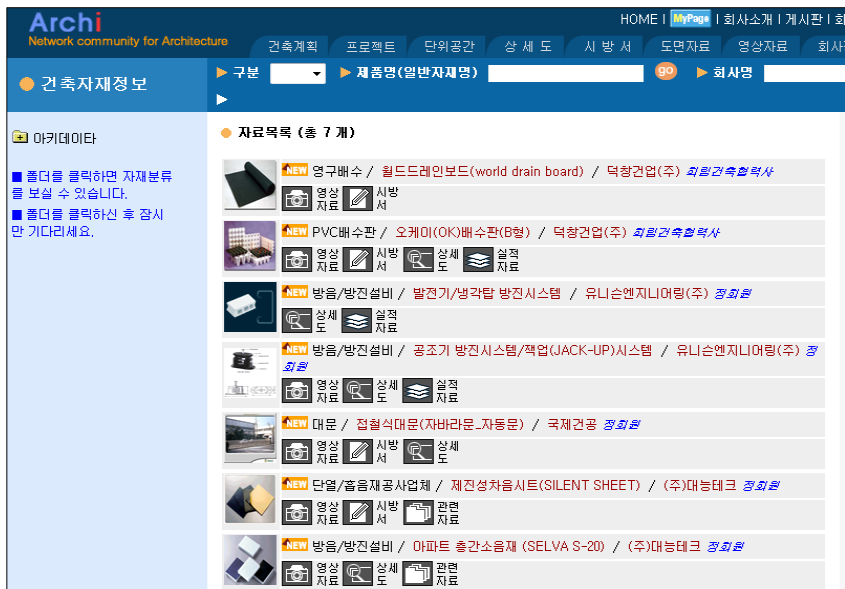 Archi
Network community for Architecture
HOME | MyPage | 회사소개 | 게시판 |
건축계획 프로젝트 단위공간 상 세 도 시 방 서 도면자료 영상자료
건축자재정보
▶ 구분 ▶ 제품명(일반자재명) go ▶ 회사명
▶
아키데이타
■ 폴더를 클릭하면 자재분류
를 보실 수 있습니다.
■ 폴더를 클릭하신 후 잠시
만 기다리세요.
자료목록 (총 7 개)
NEW 영구배수 / 월드드레인보드(world drain board) / 덕창건업(주) 희림건축협력사
영상자료 시방서
NEW PVC배수판 / 오케이(OK)배수판(B형) / 덕창건업(주) 희림건축협력사
영상자료 시방서 상세도 실적자료
NEW 방음/방진설비 / 발전기/냉각탑 방진시스템 / 유니슨엔지니어링(주) 정회원
상세도 실적자료
NEW 방음/방진설비 / 공조기 방진시스템/잭업(JACK-UP)시스템 / 유니슨엔지니어링(주) 정
회원
영상자료 상세도 실적자료
NEW 대문 / 접철식대문(자바라문_자동문) / 국제건공 정회원
영상자료 시방서 상세도
NEW 단열/흡음재공사업체 / 제진성차음시트(SILENT SHEET) / (주)대능테크 정회원
영상자료 시방서 관련자료
NEW 방음/방진설비 / 아파트 층간소음재 (SELVA S-20) / (주)대능테크 정회원
영상자료 상세도 관련자료